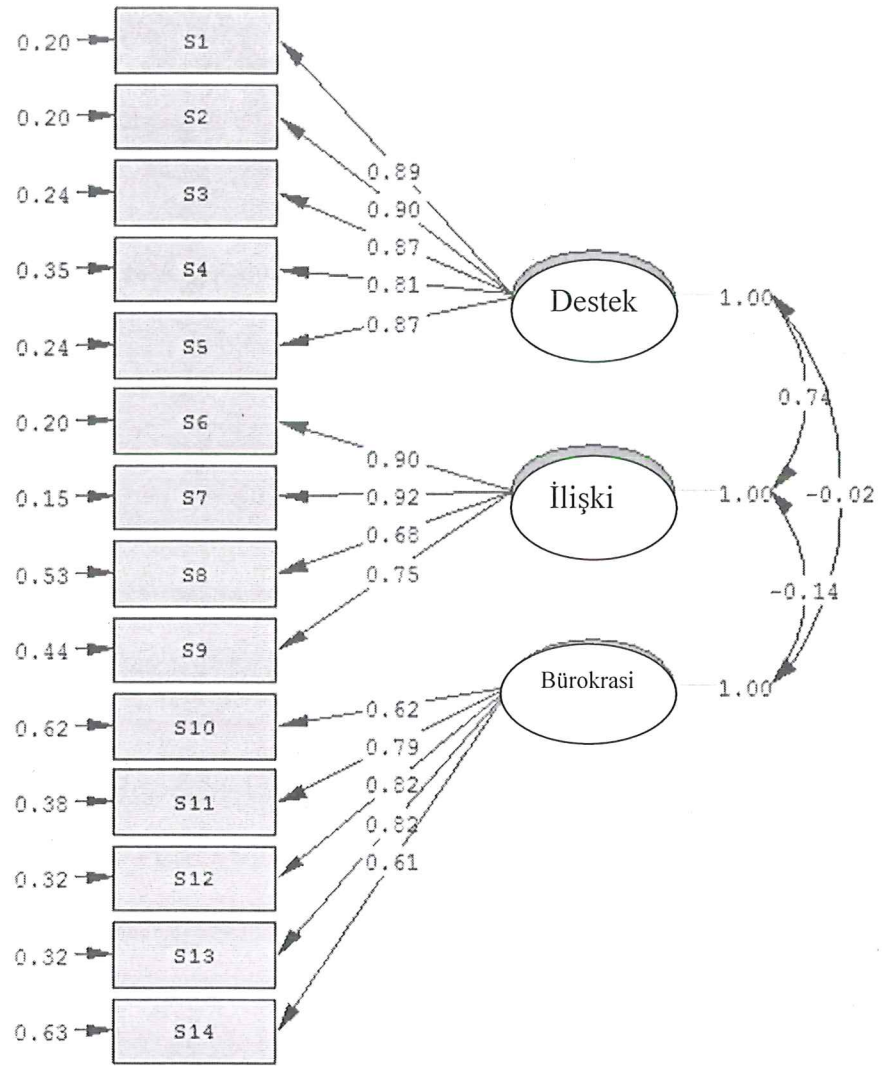 0.20 S1
0.20 S2
0.24 S3
0.35 S4
0.24 S5
0.20 S6
0.15 S7
0.53 S8
0.44 S9
0.62 S10
0.38 S11
0.32 S12
0.32 S13
0.63 S14
0.89
0.90
0.87
0.81
0.87
0.90
0.92
0.68
0.75
0.62
0.79
0.82
0.82
0.61
Destek
İlişki
Bürokrasi
1.00
1.00
1.00
0.74
-0.02
-0.14